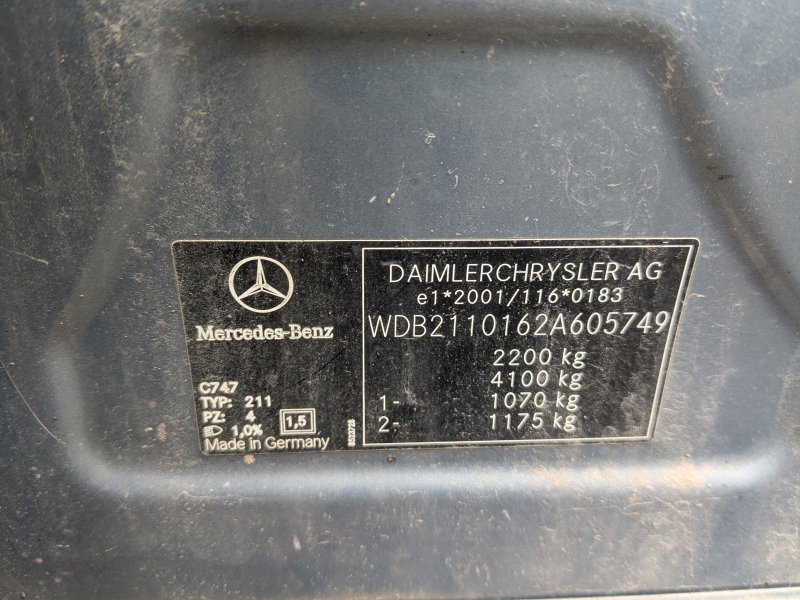 Mercedes-Benz
C747
TYP: 211
PZ: 4
1,0%
1,5
Made in Germany
DAIMLERCHRYSLER AG
e1*2001/116*0183
WDB2110162A605749
2200 kg
4100 kg
1- 1070 kg
2- 1175 kg